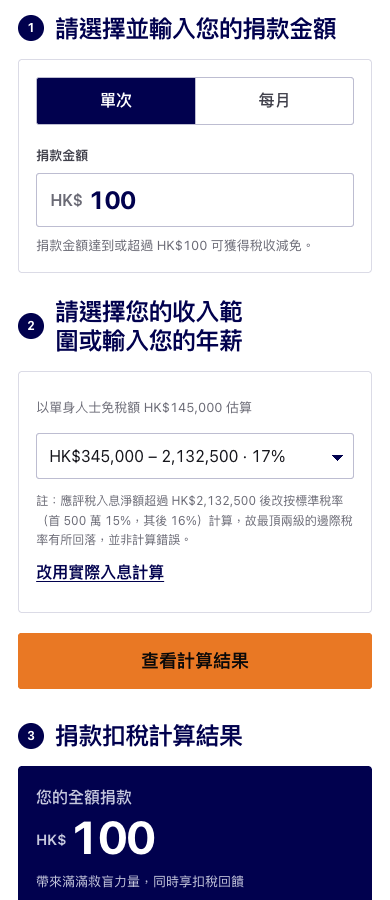 1 請選擇並輸入您的捐款金額
單次 每月
捐款金額
HK$ 100
捐款金額達到或超過 HK$100 可獲得稅收減免。
2 請選擇您的收入範
圍或輸入您的年薪
以單身人士免稅額 HK$145,000 估算
HK$345,000 – 2,132,500 · 17%
註：應評稅入息淨額超過 HK$2,132,500 後改按標準稅率
（首 500 萬 15%，其後 16%）計算，故最頂兩級的邊際稅
率有所回落，並非計算錯誤。
改用實際入息計算
查看計算結果
3 捐款扣稅計算結果
您的全額捐款
HK$ 100
帶來滿滿救盲力量，同時享扣稅回饋